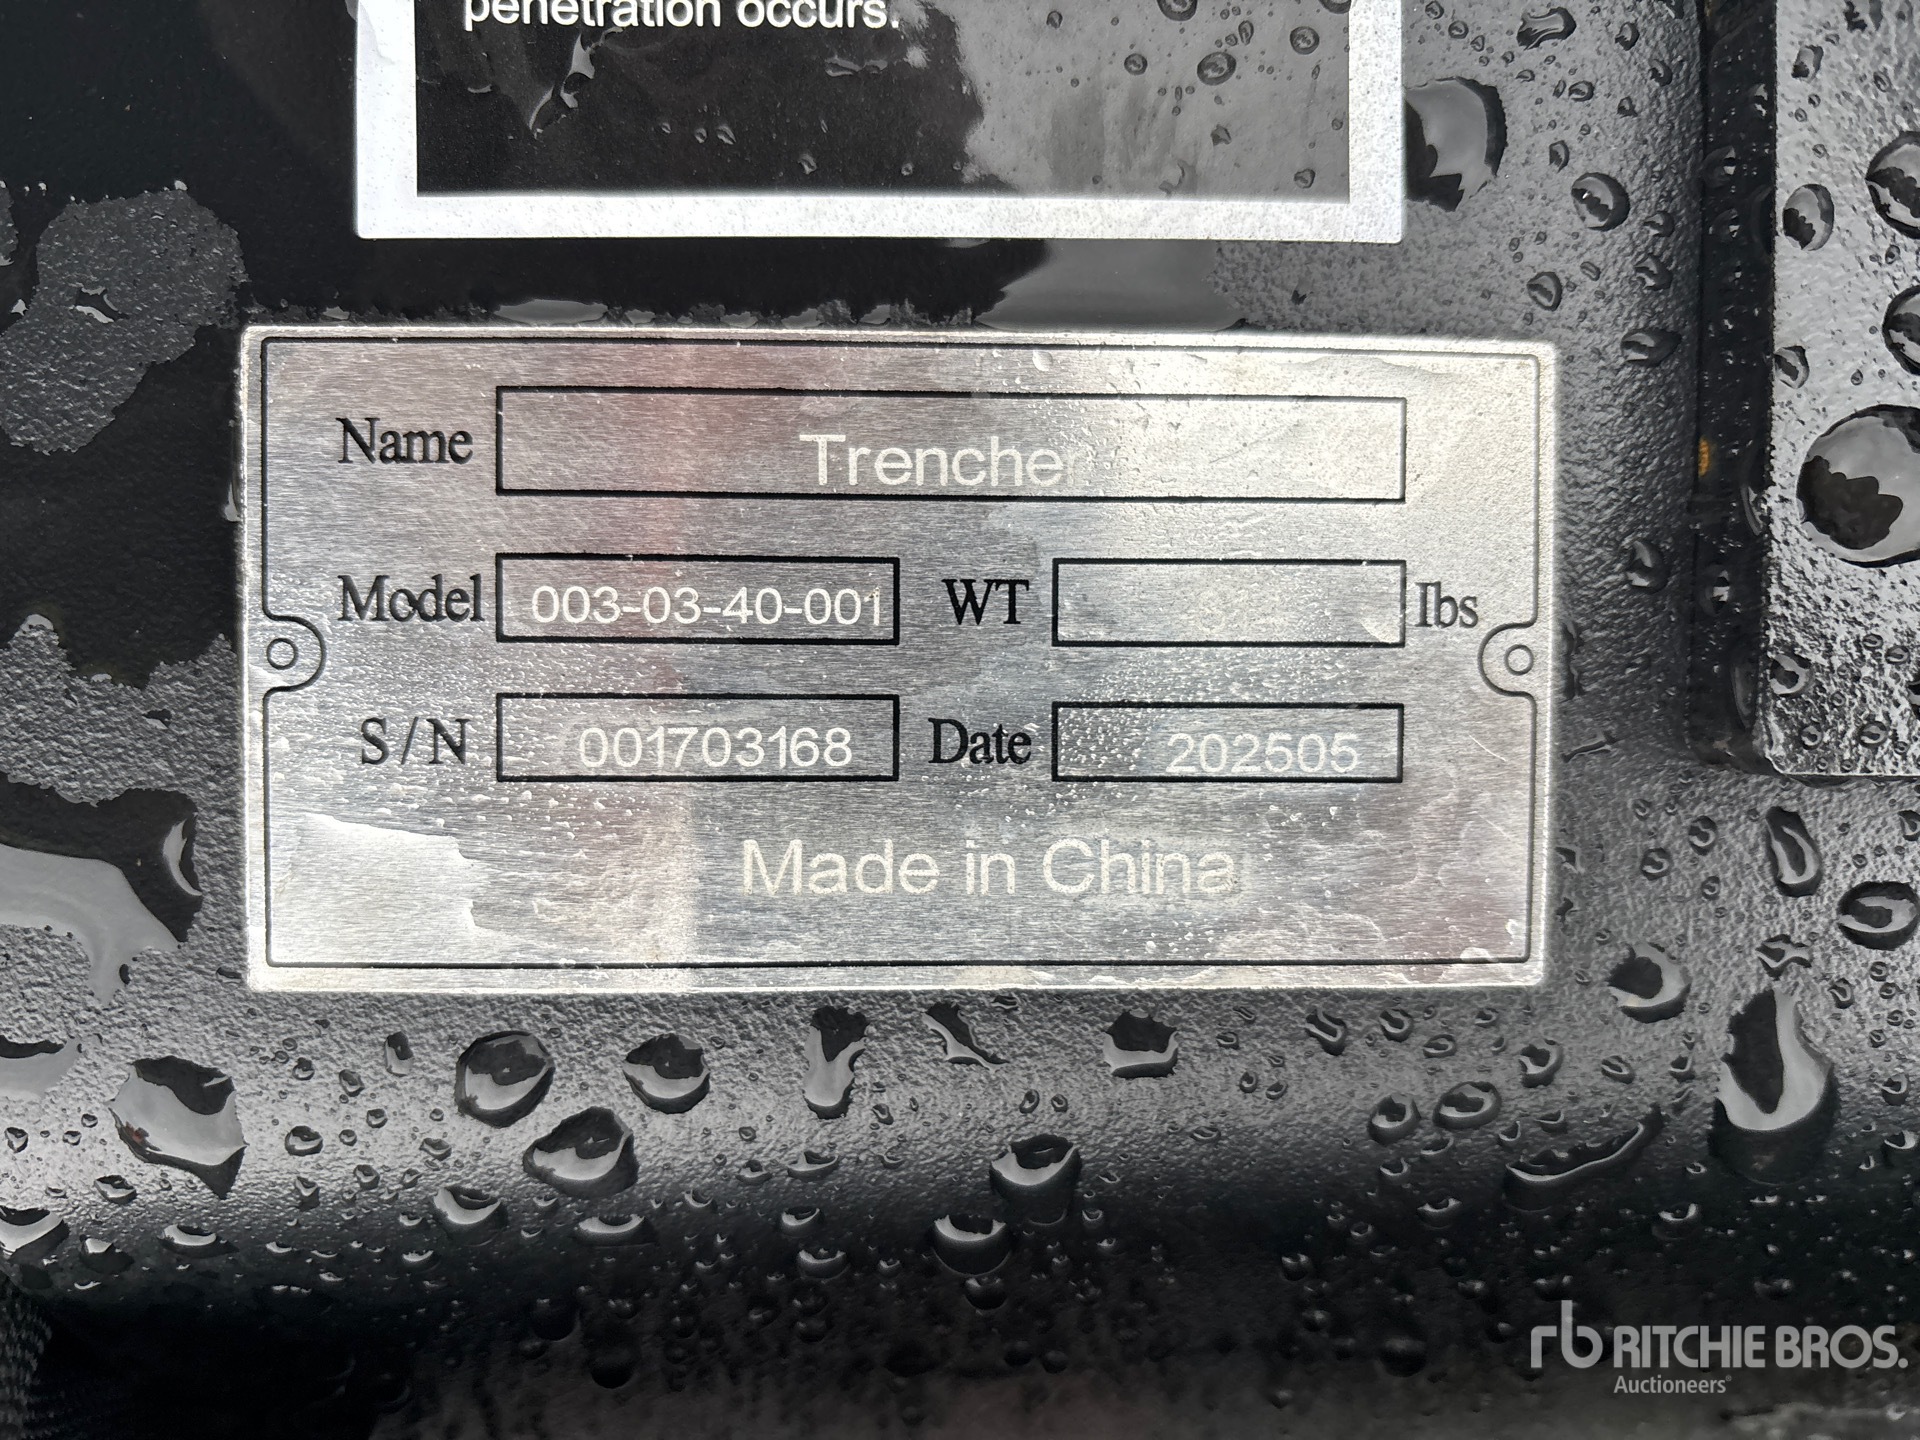 penetration occurs.
Name Trencher
Model 003-03-40-001 WT lbs
S/N 001703168 Date 202505
Made in China
rb RITCHIE BROS.
Auctioneers